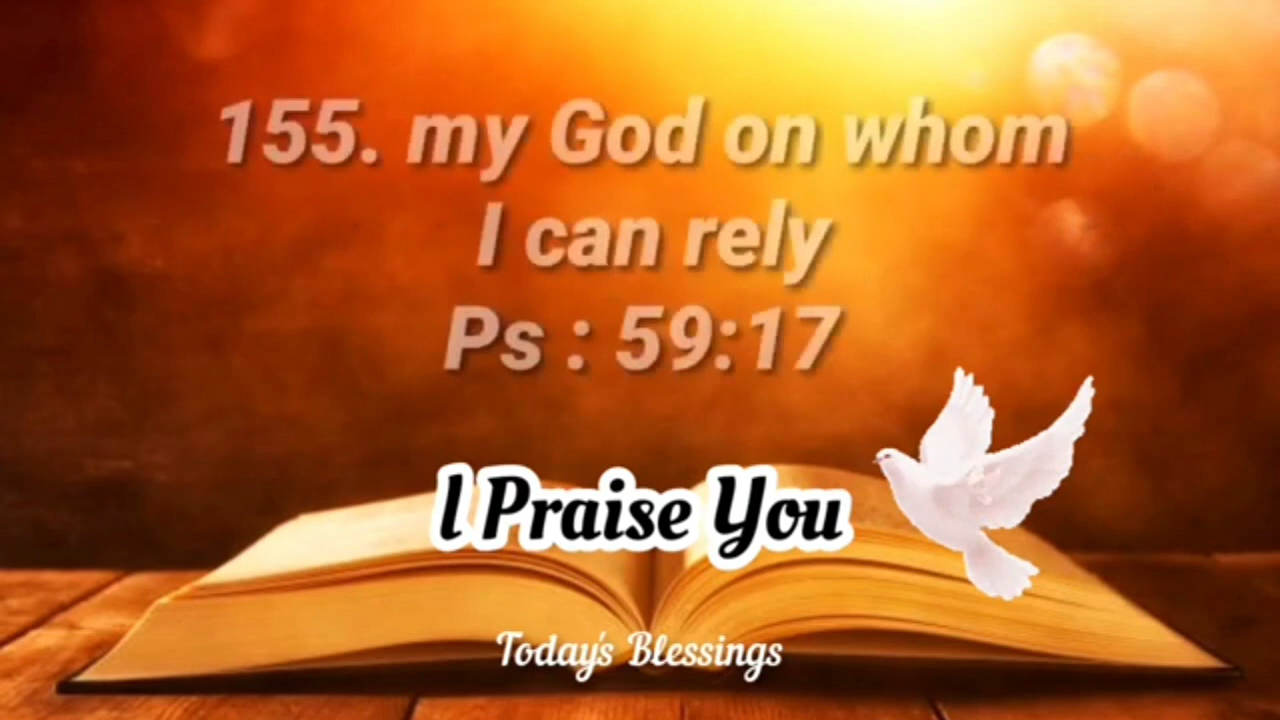 155. my God on whom
I can rely
Ps : 59:17
I Praise You
Today's Blessings